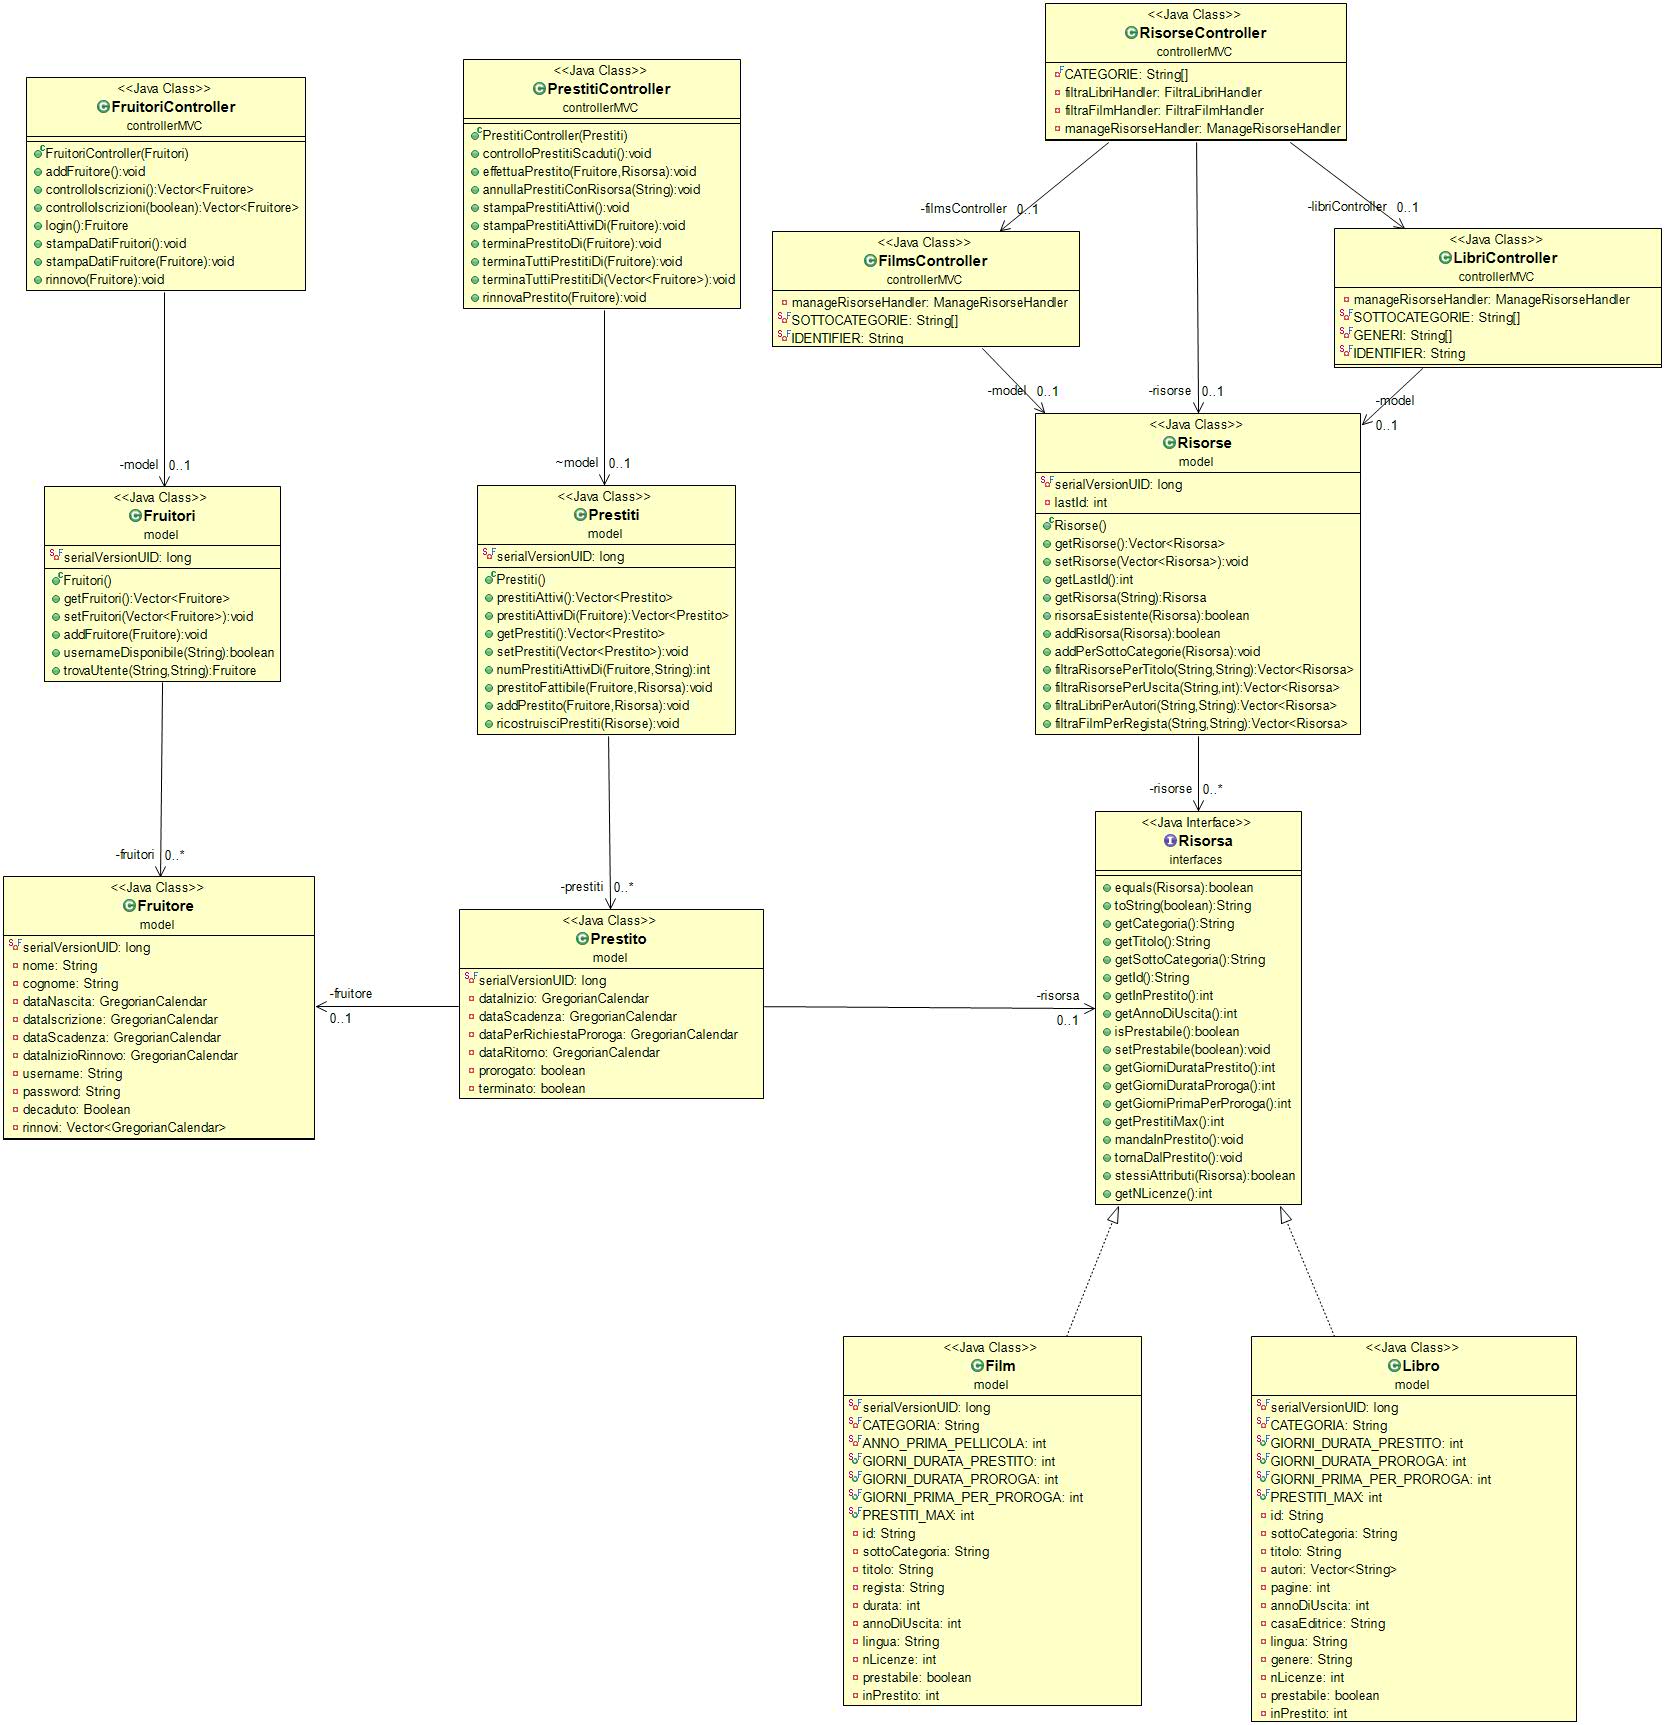 <<Java Class>>
FruitoriController
controllerMVC
FruitoriController(Fruitori)
addFruitore():void
controlloIscrizioni():Vector<Fruitore>
controlloIscrizioni(boolean):Vector<Fruitore>
login():Fruitore
stampaDatiFruitori():void
stampaDatiFruitore(Fruitore):void
rinnovo(Fruitore):void
<<Java Class>>
PrestitiController
controllerMVC
PrestitiController(Prestiti)
controlloPrestitiScaduti():void
effettuaPrestito(Fruitore,Risorsa):void
annullaPrestitiConRisorsa(String):void
stampaPrestitiAttivi():void
stampaPrestitiAttiviDi(Fruitore):void
terminaPrestitoDi(Fruitore):void
terminaTuttiPrestitiDi(Fruitore):void
terminaTuttiPrestitiDi(Vector<Fruitore>):void
rinnovaPrestito(Fruitore):void
<<Java Class>>
RisorseController
controllerMVC
CATEGORIE: String[]
filtraLibriHandler: FiltraLibriHandler
filtraFilmHandler: FiltraFilmHandler
manageRisorseHandler: ManageRisorseHandler
-filmsController 0..1
-libriController 0..1
<<Java Class>>
FilmsController
controllerMVC
manageRisorseHandler: ManageRisorseHandler
SOTTOCATEGORIE: String[]
IDENTIFIER: String
<<Java Class>>
LibriController
controllerMVC
manageRisorseHandler: ManageRisorseHandler
SOTTOCATEGORIE: String[]
GENERI: String[]
IDENTIFIER: String
-model 0..1
-risorse 0..1
-model
0..1
-model 0..1
~model 0..1
<<Java Class>>
Fruitori
model
serialVersionUID: long
Fruitori()
getFruitori():Vector<Fruitore>
setFruitori(Vector<Fruitore>):void
addFruitore(Fruitore):void
usernameDisponibile(String):boolean
trovaUtente(String,String):Fruitore
<<Java Class>>
Prestiti
model
serialVersionUID: long
Prestiti()
prestitiAttivi():Vector<Prestito>
prestitiAttiviDi(Fruitore):Vector<Prestito>
getPrestiti():Vector<Prestito>
setPrestiti(Vector<Prestito>):void
numPrestitiAttiviDi(Fruitore,String):int
prestitoFattibile(Fruitore,Risorsa):void
addPrestito(Fruitore,Risorsa):void
ricostruisciPrestiti(Risorse):void
<<Java Class>>
Risorse
model
serialVersionUID: long
lastId: int
Risorse()
getRisorse():Vector<Risorsa>
setRisorse(Vector<Risorsa>):void
getLastId():int
getRisorsa(String):Risorsa
risorsaEsistente(Risorsa):boolean
addRisorsa(Risorsa):boolean
addPerSottoCategorie(Risorsa):void
filtraRisorsePerTitolo(String,String):Vector<Risorsa>
filtraRisorsePerUscita(String,int):Vector<Risorsa>
filtraLibriPerAutori(String,String):Vector<Risorsa>
filtraFilmPerRegista(String,String):Vector<Risorsa>
-fruitori 0..*
-prestiti 0..*
-risorse 0..*
<<Java Class>>
Fruitore
model
serialVersionUID: long
nome: String
cognome: String
dataNascita: GregorianCalendar
dataIscrizione: GregorianCalendar
dataScadenza: GregorianCalendar
dataInizioRinnovo: GregorianCalendar
username: String
password: String
decaduto: Boolean
rinnovi: Vector<GregorianCalendar>
-fruitore
0..1
<<Java Class>>
Prestito
model
serialVersionUID: long
dataInizio: GregorianCalendar
dataScadenza: GregorianCalendar
dataPerRichiestaProroga: GregorianCalendar
dataRitorno: GregorianCalendar
prorogato: boolean
terminato: boolean
-risorsa
0..1
<<Java Interface>>
Risorsa
interfaces
equals(Risorsa):boolean
toString(boolean):String
getCategoria():String
getTitolo():String
getSottoCategoria():String
getId():String
getInPrestito():int
getAnnoDiUscita():int
isPrestabile():boolean
setPrestabile(boolean):void
getGiorniDurataPrestito():int
getGiorniDurataProroga():int
getGiorniPrimaPerProroga():int
getPrestitiMax():int
mandaInPrestito():void
tornaDalPrestito():void
stessiAttributi(Risorsa):boolean
getNLicenze():int
<<Java Class>>
Film
model
serialVersionUID: long
CATEGORIA: String
ANNO_PRIMA_PELLICOLA: int
GIORNI_DURATA_PRESTITO: int
GIORNI_DURATA_PROROGA: int
GIORNI_PRIMA_PER_PROROGA: int
PRESTITI_MAX: int
id: String
sottoCategoria: String
titolo: String
regista: String
durata: int
annoDiUscita: int
lingua: String
nLicenze: int
prestabile: boolean
inPrestito: int
<<Java Class>>
Libro
model
serialVersionUID: long
CATEGORIA: String
GIORNI_DURATA_PRESTITO: int
GIORNI_DURATA_PROROGA: int
GIORNI_PRIMA_PER_PROROGA: int
PRESTITI_MAX: int
id: String
sottoCategoria: String
titolo: String
autori: Vector<String>
pagine: int
annoDiUscita: int
casaEditrice: String
lingua: String
genere: String
nLicenze: int
prestabile: boolean
inPrestito: int